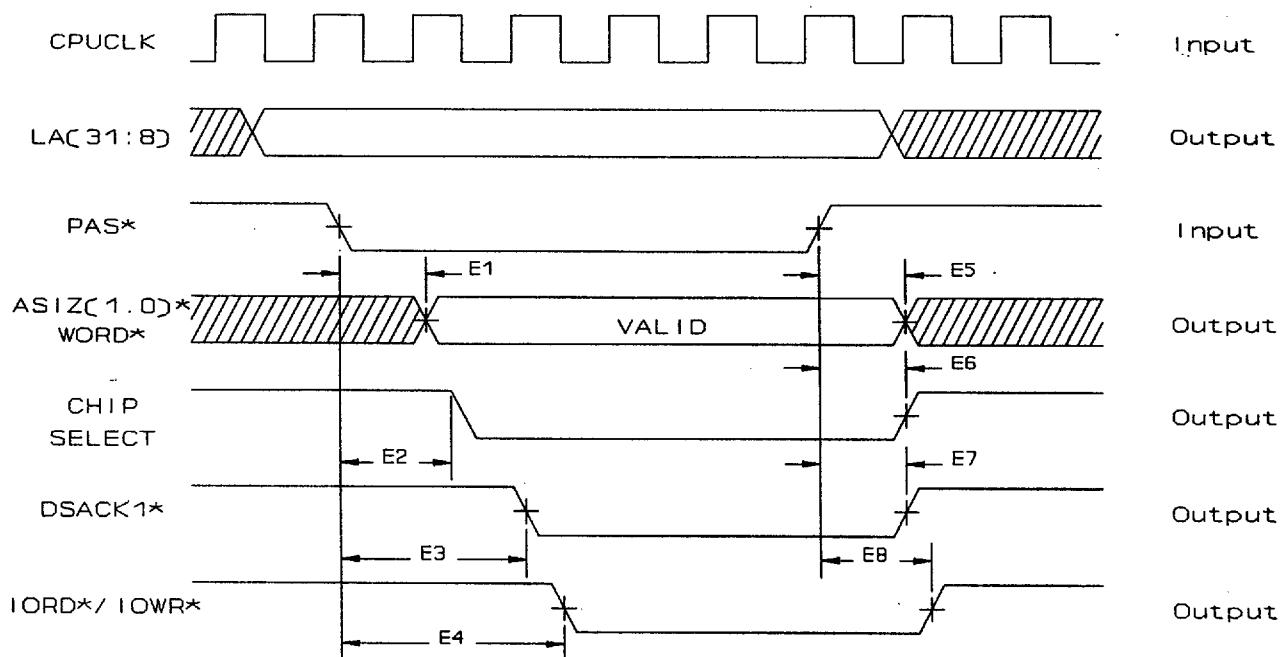 CPUCLK
Input
LA(31:8)
Output
PAS*
Input
E1
E5
ASIZ(1.0)*
WORD*
VALID
Output
E6
CHIP
SELECT
Output
E2
E7
DSACK1*
Output
E3
E8
IORD*/IOWR*
Output
E4